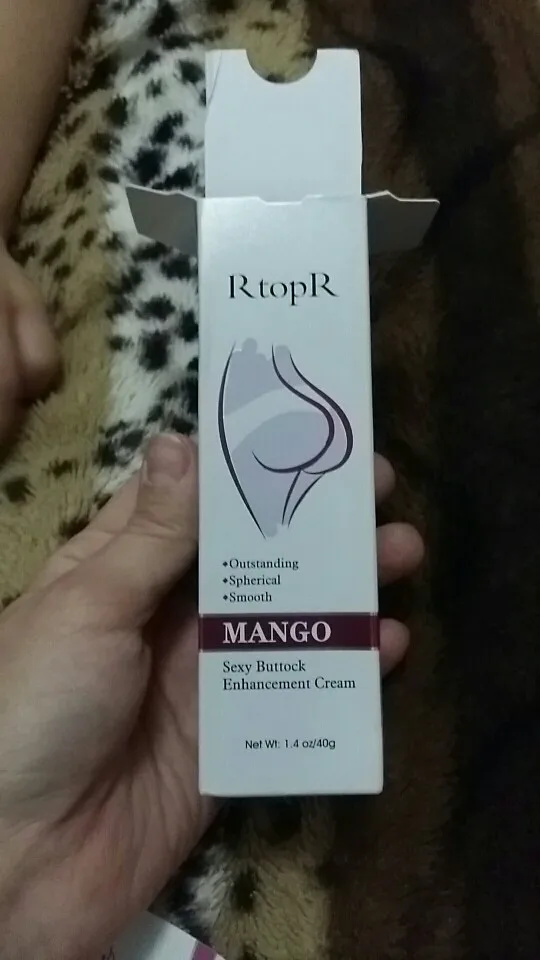 RtopR
◆Outstanding
◆Spherical
◆Smooth
MANGO
Sexy Buttock
Enhancement Cream
Net Wt: 1.4 oz/40g